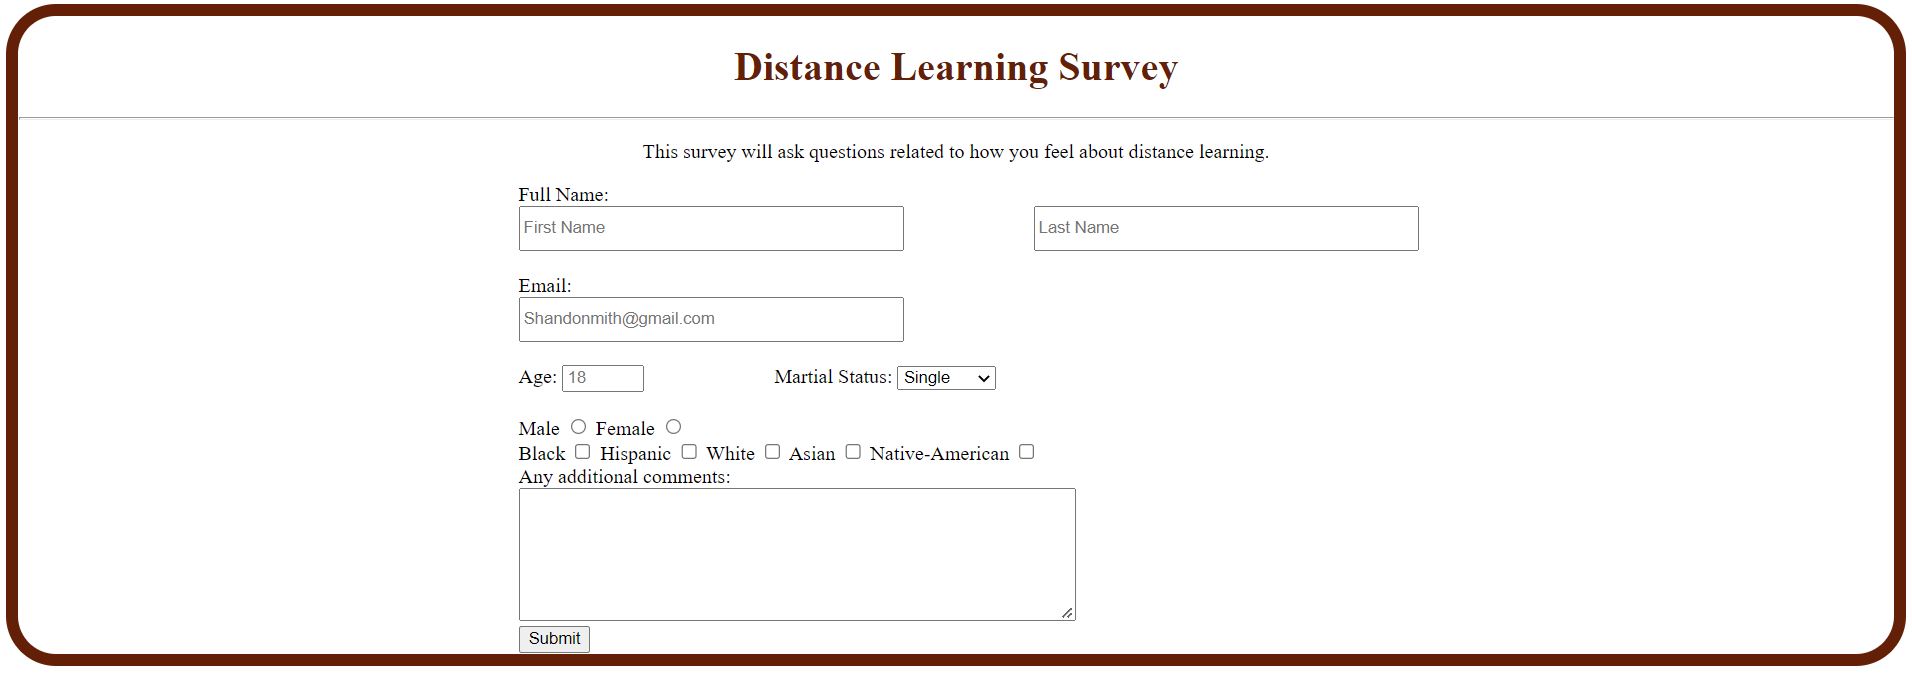 Distance Learning Survey
This survey will ask questions related to how you feel about distance learning.
Full Name:
First Name Last Name
Email:
Shandonmith@gmail.com
Age: 18 Martial Status: Single
Male Female
Black Hispanic White Asian Native-American
Any additional comments:
Submit